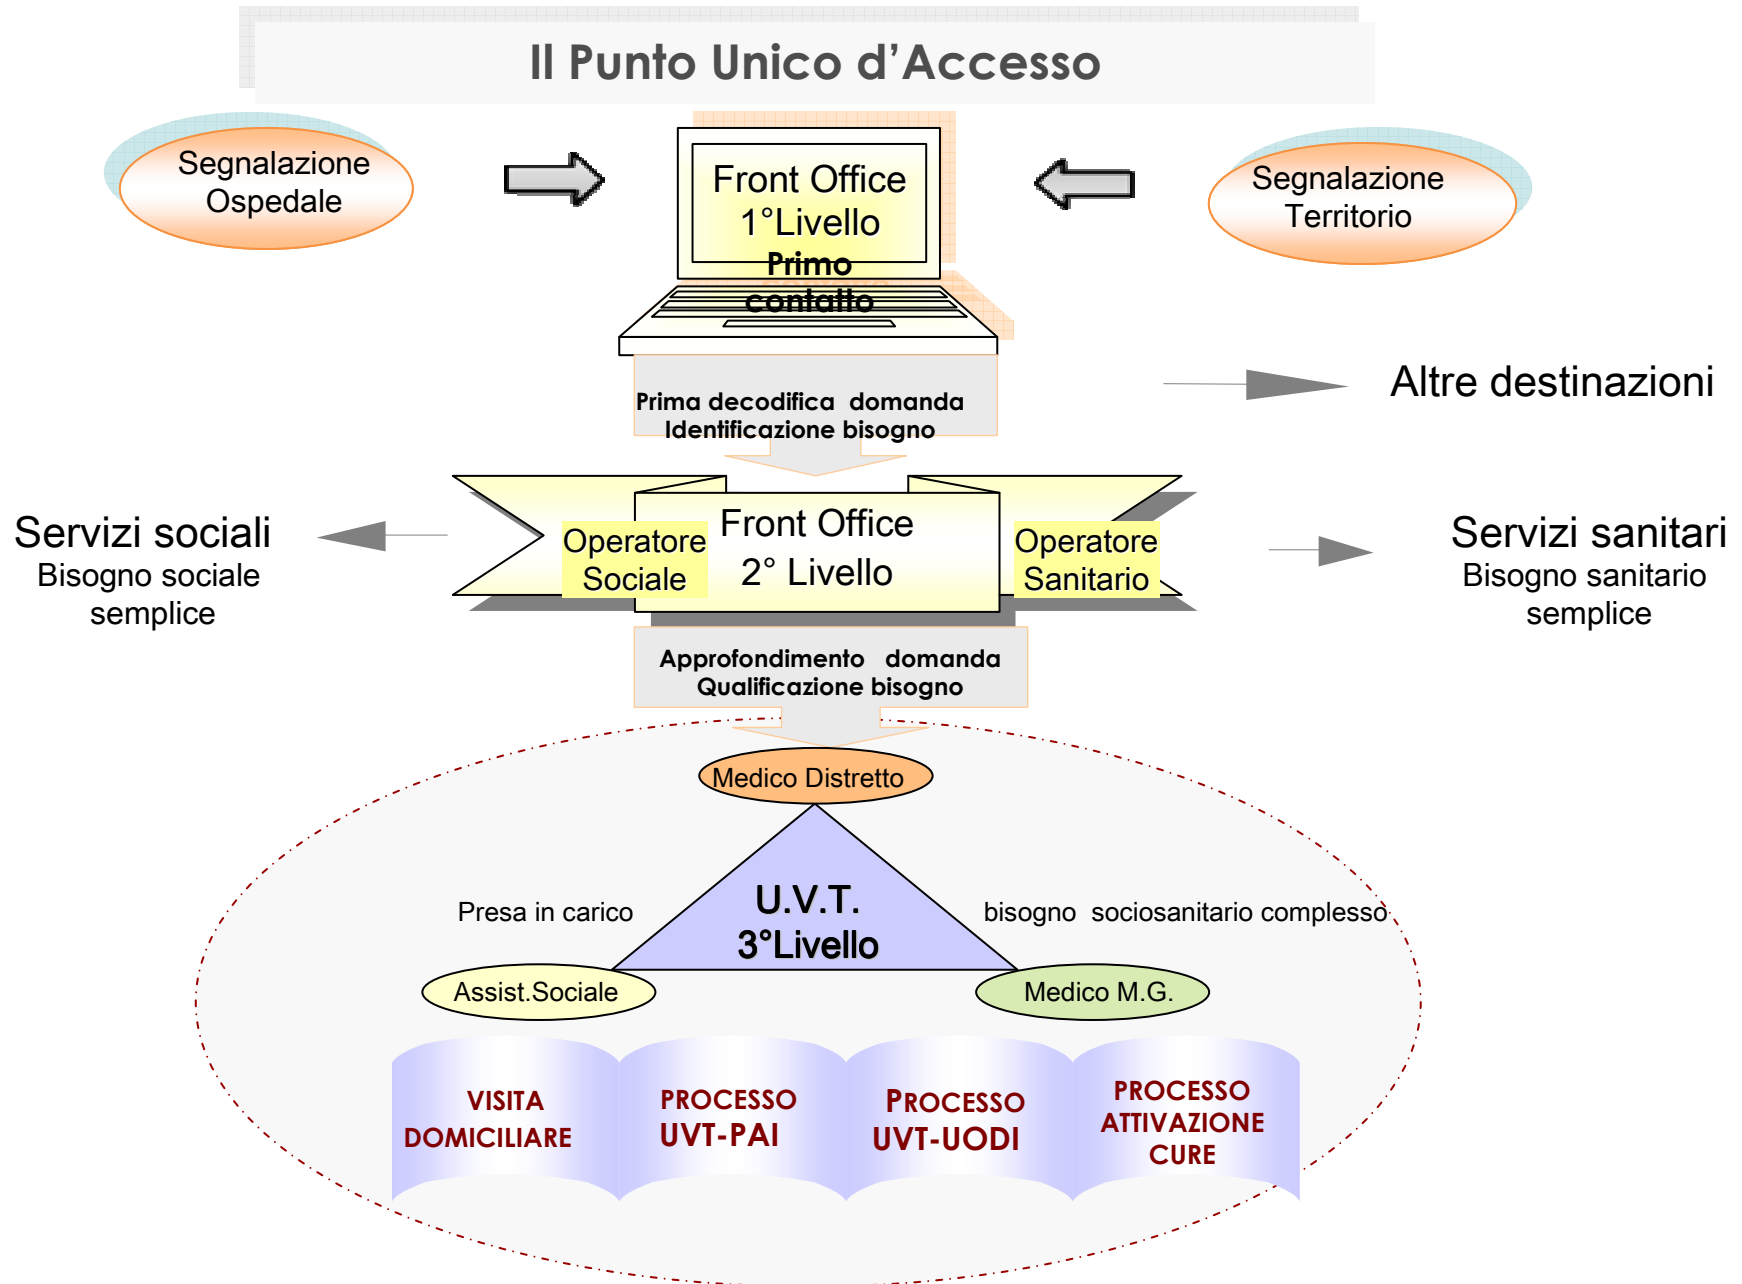 Il Punto Unico d’Accesso
Segnalazione
Ospedale
Front Office
1°Livello
Primo
contatto
Segnalazione
Territorio
Prima decodifica domanda
Identificazione bisogno
Altre destinazioni
Servizi sociali
Bisogno sociale
semplice
Operatore
Sociale
Front Office
2° Livello
Operatore
Sanitario
Servizi sanitari
Bisogno sanitario
semplice
Approfondimento domanda
Qualificazione bisogno
Medico Distretto
Presa in carico
U.V.T.
3°Livello
bisogno sociosanitario complesso
Assist.Sociale
Medico M.G.
VISITA
DOMICILIARE
PROCESSO
UVT-PAI
PROCESSO
UVT-UODI
PROCESSO
ATTIVAZIONE
CURE